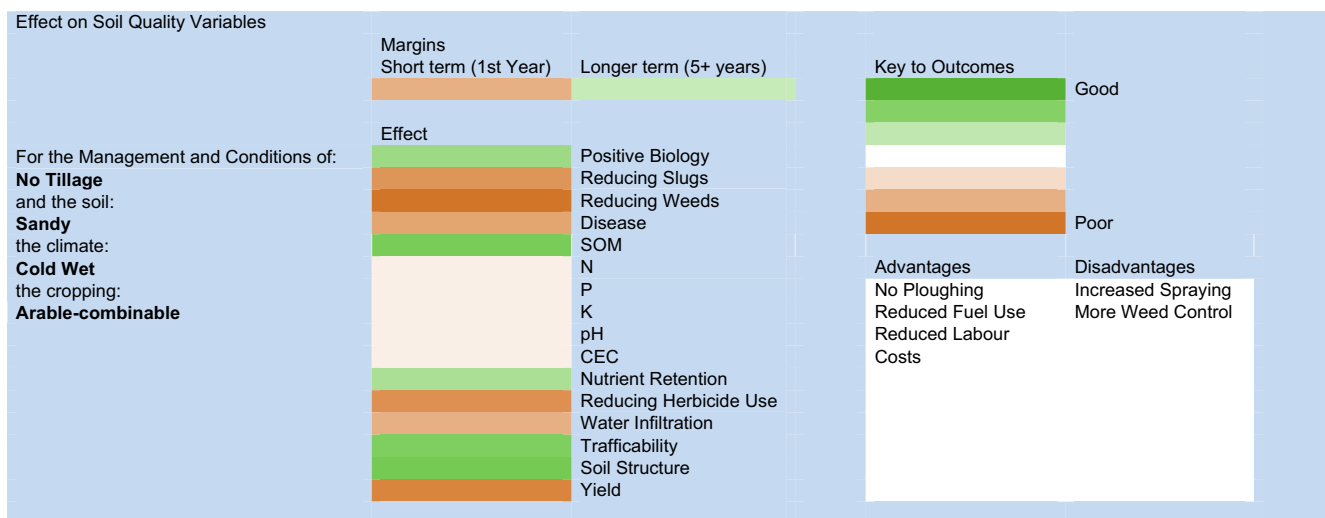 Effect on Soil Quality Variables
Margins
Short term (1st Year) Longer term (5+ years)
Key to Outcomes
Good
Poor
Effect
For the Management and Conditions of:
No Tillage
and the soil:
Sandy
the climate:
Cold Wet
the cropping:
Arable-combinable
Positive Biology
Reducing Slugs
Reducing Weeds
Disease
SOM
N
P
K
pH
CEC
Nutrient Retention
Reducing Herbicide Use
Water Infiltration
Trafficability
Soil Structure
Yield
Advantages
No Ploughing
Reduced Fuel Use
Reduced Labour
Costs
Disadvantages
Increased Spraying
More Weed Control